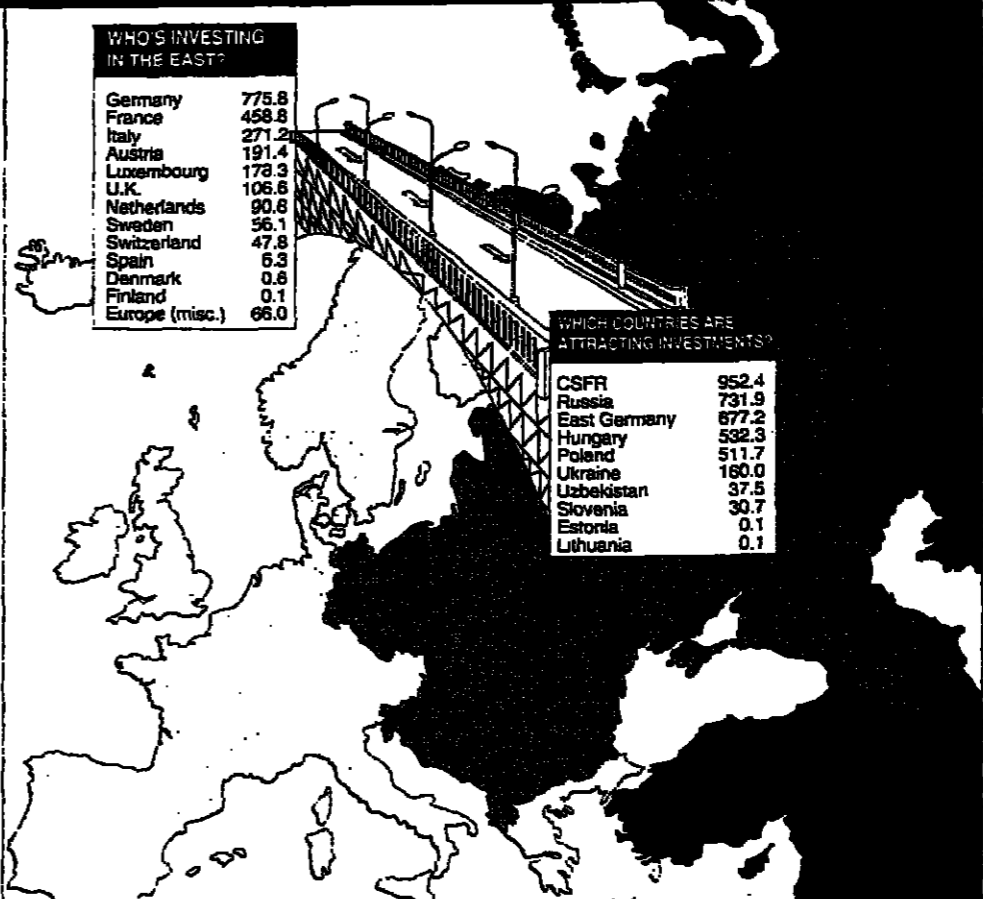 WHO'S INVESTING
IN THE EAST?
Germany 775.8
France 458.8
Italy 271.2
Austria 191.4
Luxembourg 178.3
U.K. 106.6
Netherlands 90.6
Sweden 56.1
Switzerland 47.8
Spain 5.3
Denmark 0.6
Finland 0.1
Europe (misc.) 66.0
WHICH COUNTRIES ARE
ATTRACTING INVESTMENTS?
CSFR 952.4
Russia 731.9
East Germany 677.2
Hungary 532.3
Poland 511.7
Ukraine 160.0
Uzbekistan 37.5
Slovenia 30.7
Estonia 0.1
Lithuania 0.1